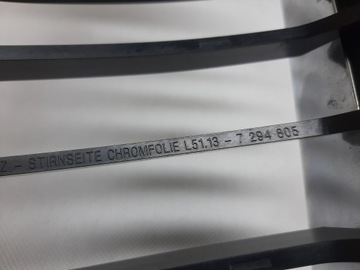 Z - STIRNSEITE CHROMFOLIE L51.13 - 7 294 805